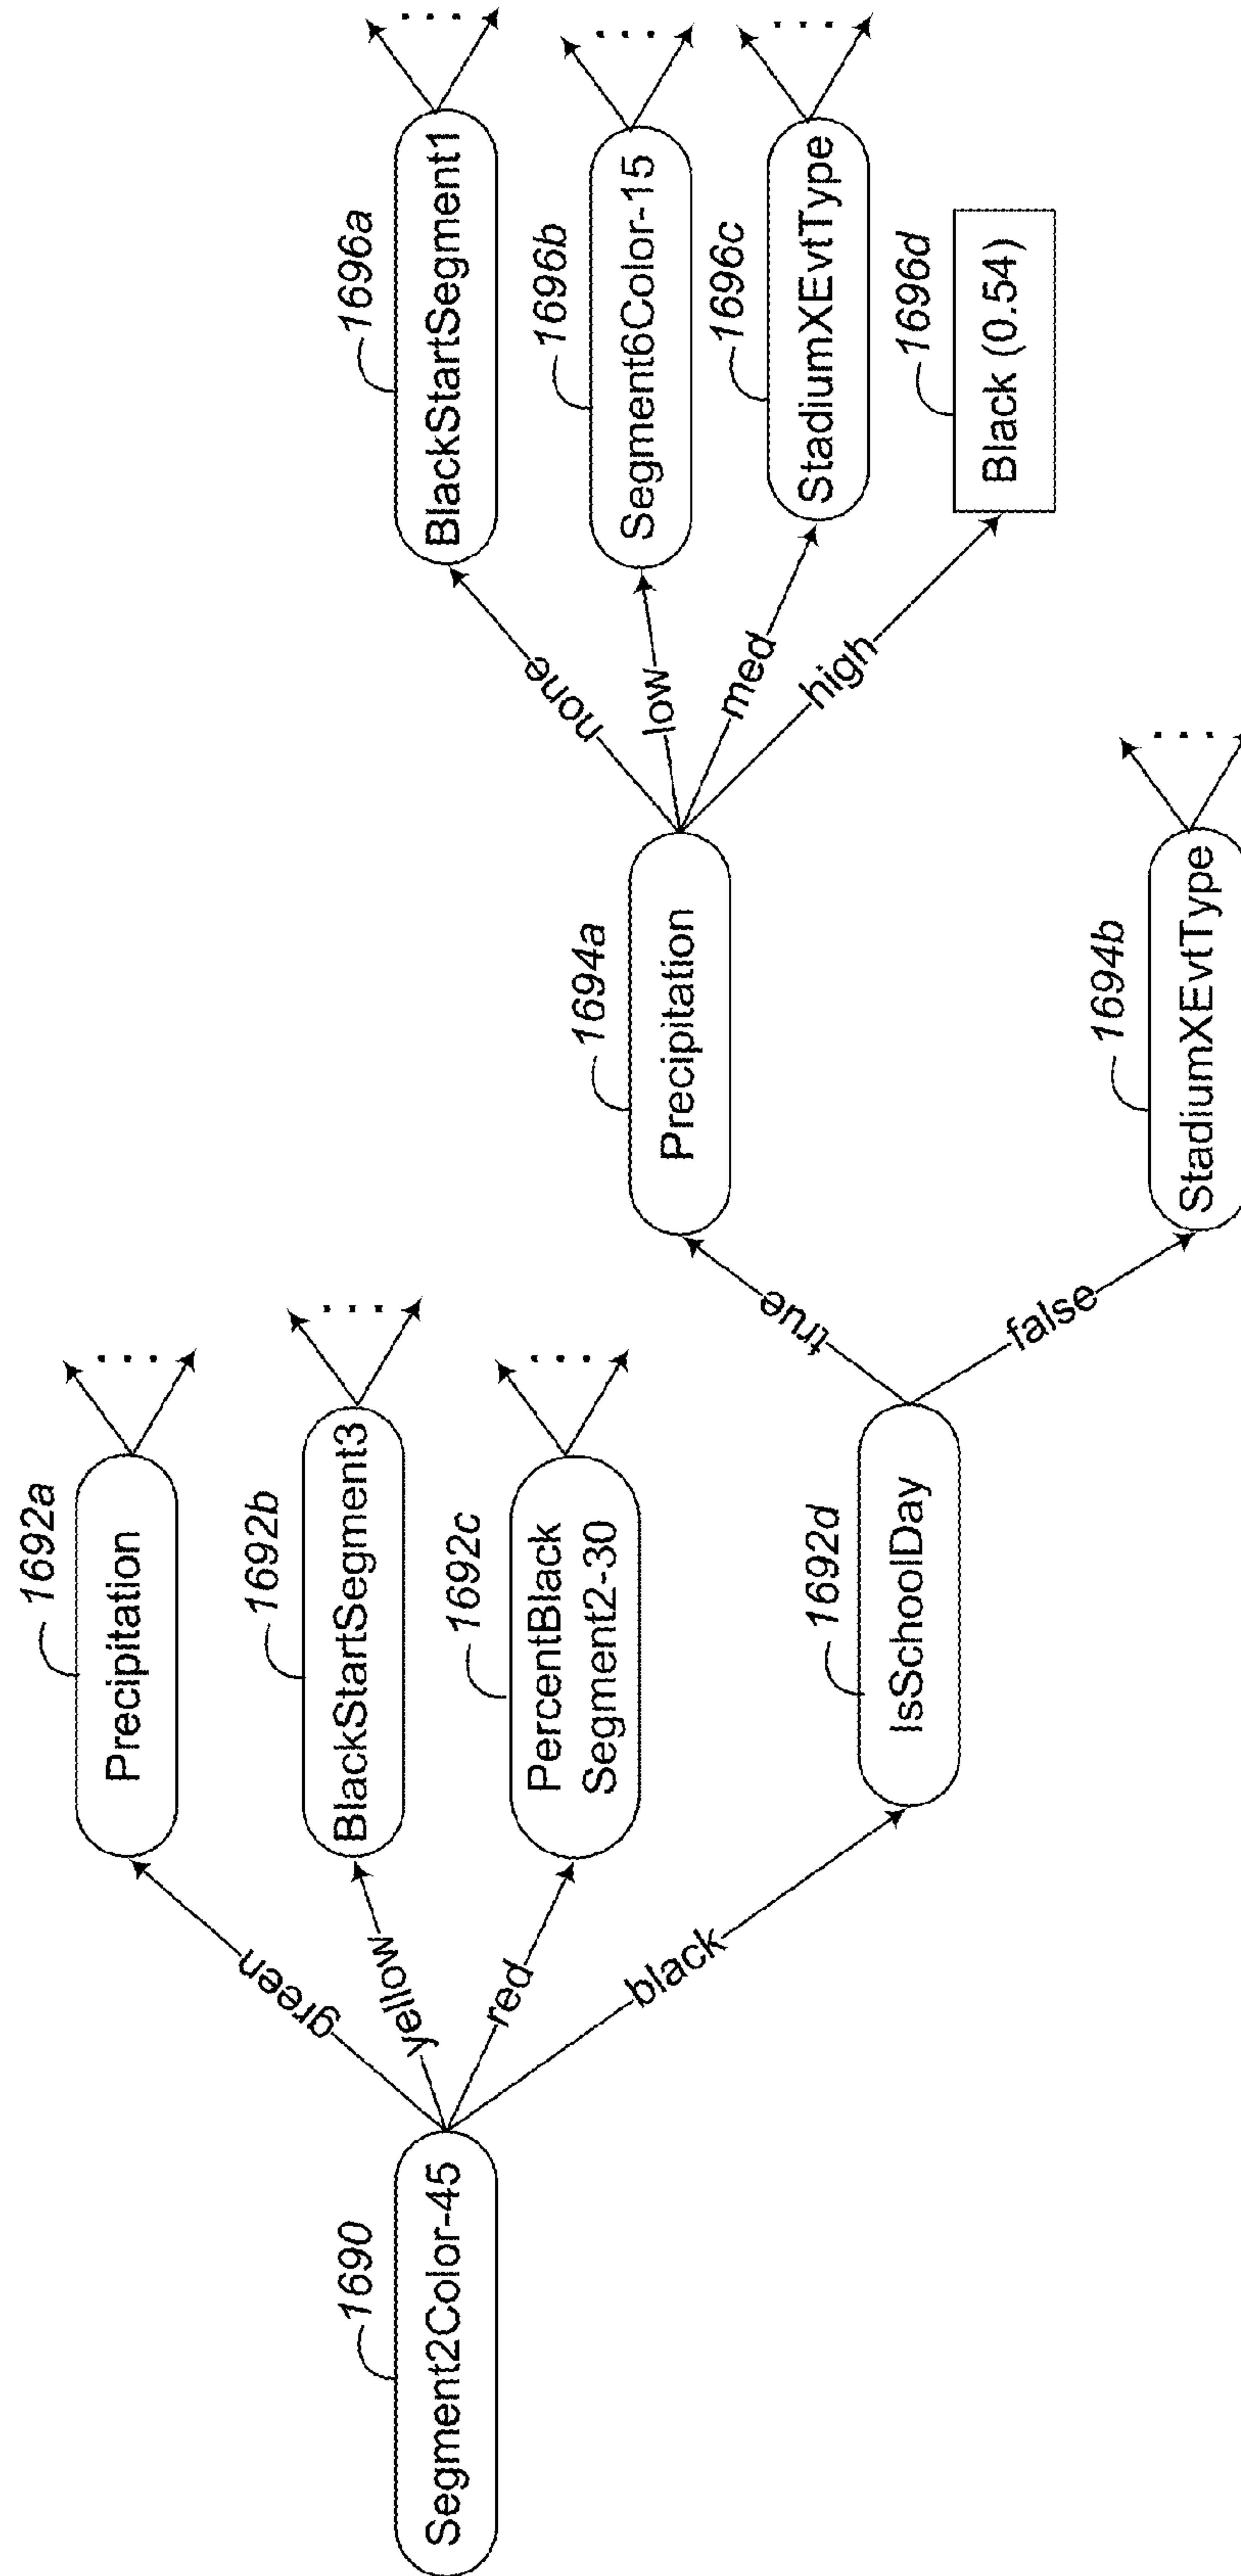 1690
Segment2Color-45
green
yellow
red
black
1692a
Precipitation
1692b
BlackStartSegment3
1692c
PercentBlack
Segment2-30
1692d
IsSchoolDay
true
false
1694a
Precipitation
1694b
StadiumXEvtType
none
low
med
high
1696a
BlackStartSegment1
1696b
Segment6Color-15
1696c
StadiumXEvtType
1696d
Black (0.54)